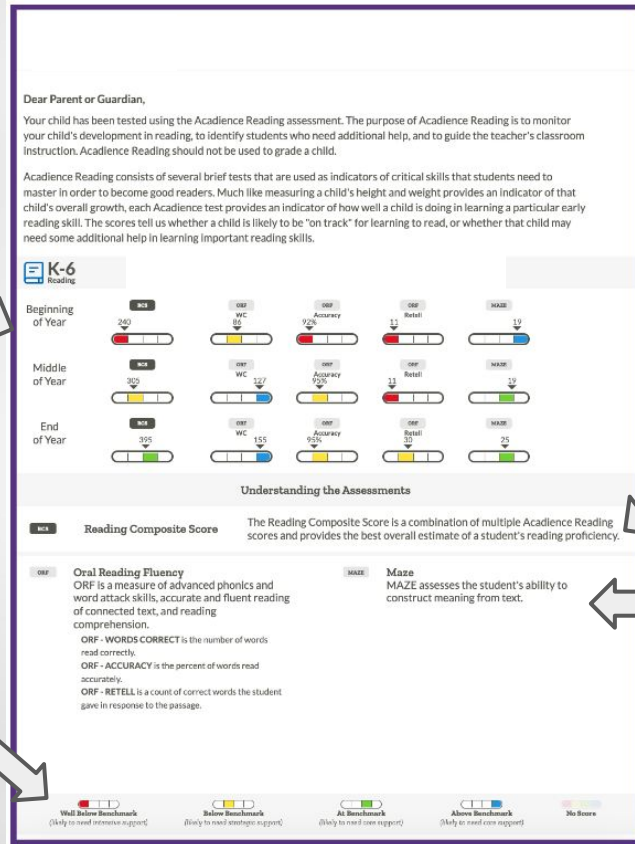 Dear Parent or Guardian,
Your child has been tested using the Acadience Reading assessment. The purpose of Acadience Reading is to monitor
your child's development in reading, to identify students who need additional help, and to guide the teacher's classroom
instruction. Acadience Reading should not be used to grade a child.
Acadience Reading consists of several brief tests that are used as indicators of critical skills that students need to
master in order to become good readers. Much like measuring a child's height and weight provides an indicator of that
child's overall growth, each Acadience test provides an indicator of how well a child is doing in learning a particular early
reading skill. The scores tell us whether a child is likely to be "on track" for learning to read, or whether that child may
need some additional help in learning important reading skills.
K-6
Reading
Beginning
of Year
RCS
240
ORF
WC
86
ORF
Accuracy
92%
ORF
Retell
11
MAZE
19
Middle
of Year
RCS
305
ORF
WC
127
ORF
Accuracy
95%
ORF
Retell
11
MAZE
19
End
of Year
RCS
395
ORF
WC
155
ORF
Accuracy
95%
ORF
Retell
30
MAZE
25
Understanding the Assessments
RCS
Reading Composite Score
The Reading Composite Score is a combination of multiple Acadience Reading
scores and provides the best overall estimate of a student's reading proficiency.
ORF
Oral Reading Fluency
ORF is a measure of advanced phonics and
word attack skills, accurate and fluent reading
of connected text, and reading
comprehension.
ORF - WORDS CORRECT is the number of words
read correctly.
ORF - ACCURACY is the percent of words read
accurately.
ORF - RETELL is a count of correct words the student
gave in response to the passage.
MAZE
Maze
MAZE assesses the student's ability to
construct meaning from text.
Well Below Benchmark
(likely to need intensive support)
Below Benchmark
(likely to need strategic support)
At Benchmark
(likely to need core support)
Above Benchmark
(likely to need core support)
No Score